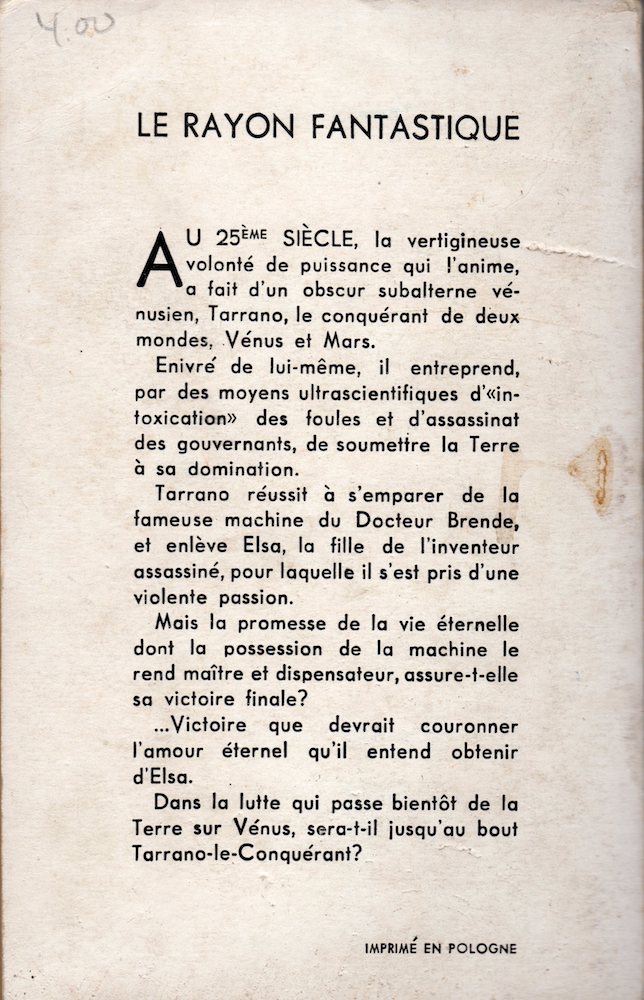 4.00
LE RAYON FANTASTIQUE
AU 25ÈME SIÈCLE, la vertigineuse
volonté de puissance qui l'anime,
a fait d'un obscur subalterne vé-
nusien, Tarrano, le conquérant de deux
mondes, Vénus et Mars.
Enivré de lui-même, il entreprend,
par des moyens ultrascientifiques d'«in-
toxication» des foules et d'assassinat
des gouvernants, de soumettre la Terre
à sa domination.
Tarrano réussit à s'emparer de la
fameuse machine du Docteur Brende,
et enlève Elsa, la fille de l'inventeur
assassiné, pour laquelle il s'est pris d'une
violente passion.
Mais la promesse de la vie éternelle
dont la possession de la machine le
rend maître et dispensateur, assure-t-elle
sa victoire finale?
...Victoire que devrait couronner
l'amour éternel qu'il entend obtenir
d'Elsa.
Dans la lutte qui passe bientôt de la
Terre sur Vénus, sera-t-il jusqu'au bout
Tarrano-le-Conquérant?
IMPRIMÉ EN POLOGNE